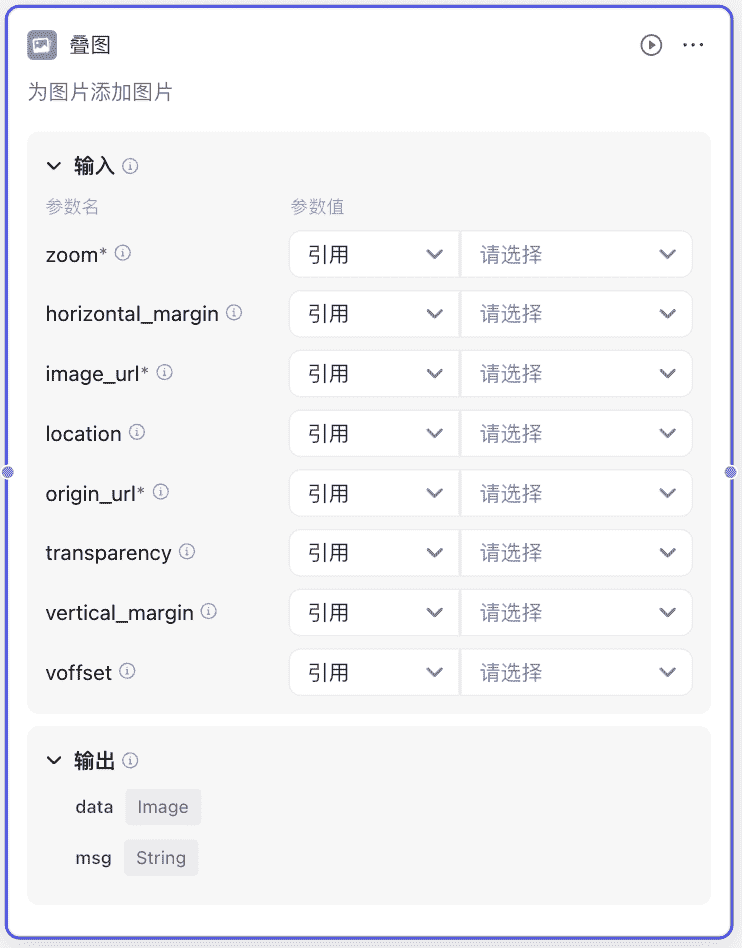 叠图
为图片添加图片
输入
参数名 参数值
zoom* 引用 请选择
horizontal_margin 引用 请选择
image_url* 引用 请选择
location 引用 请选择
origin_url* 引用 请选择
transparency 引用 请选择
vertical_margin 引用 请选择
voffset 引用 请选择
输出
data Image
msg String